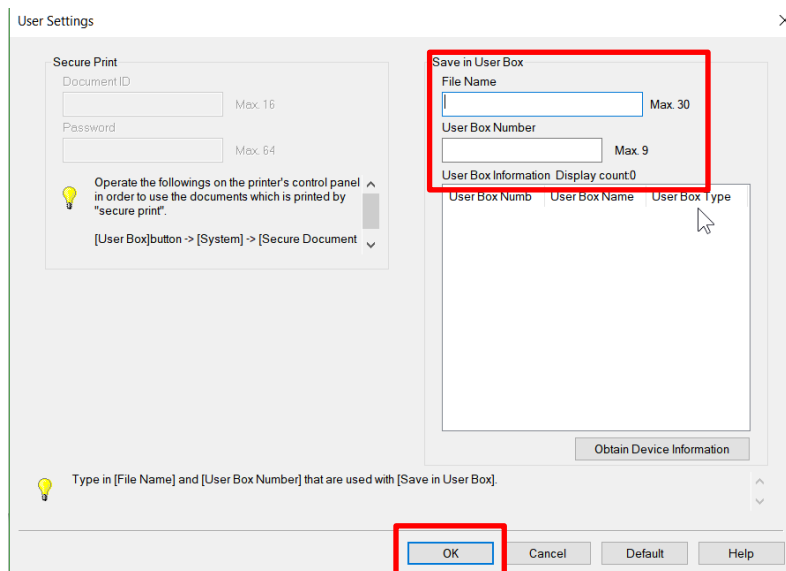 User Settings
Secure Print
Document ID
Max. 16
Password
Max. 64
Operate the followings on the printer's control panel
in order to use the documents which is printed by
"secure print".
[User Box]button -> [System] -> [Secure Document
Save in User Box
File Name
Max. 30
User Box Number
Max. 9
User Box Information Display count:0
User Box Numb User Box Name User Box Type
Obtain Device Information
Type in [File Name] and [User Box Number] that are used with [Save in User Box].
OK Cancel Default Help